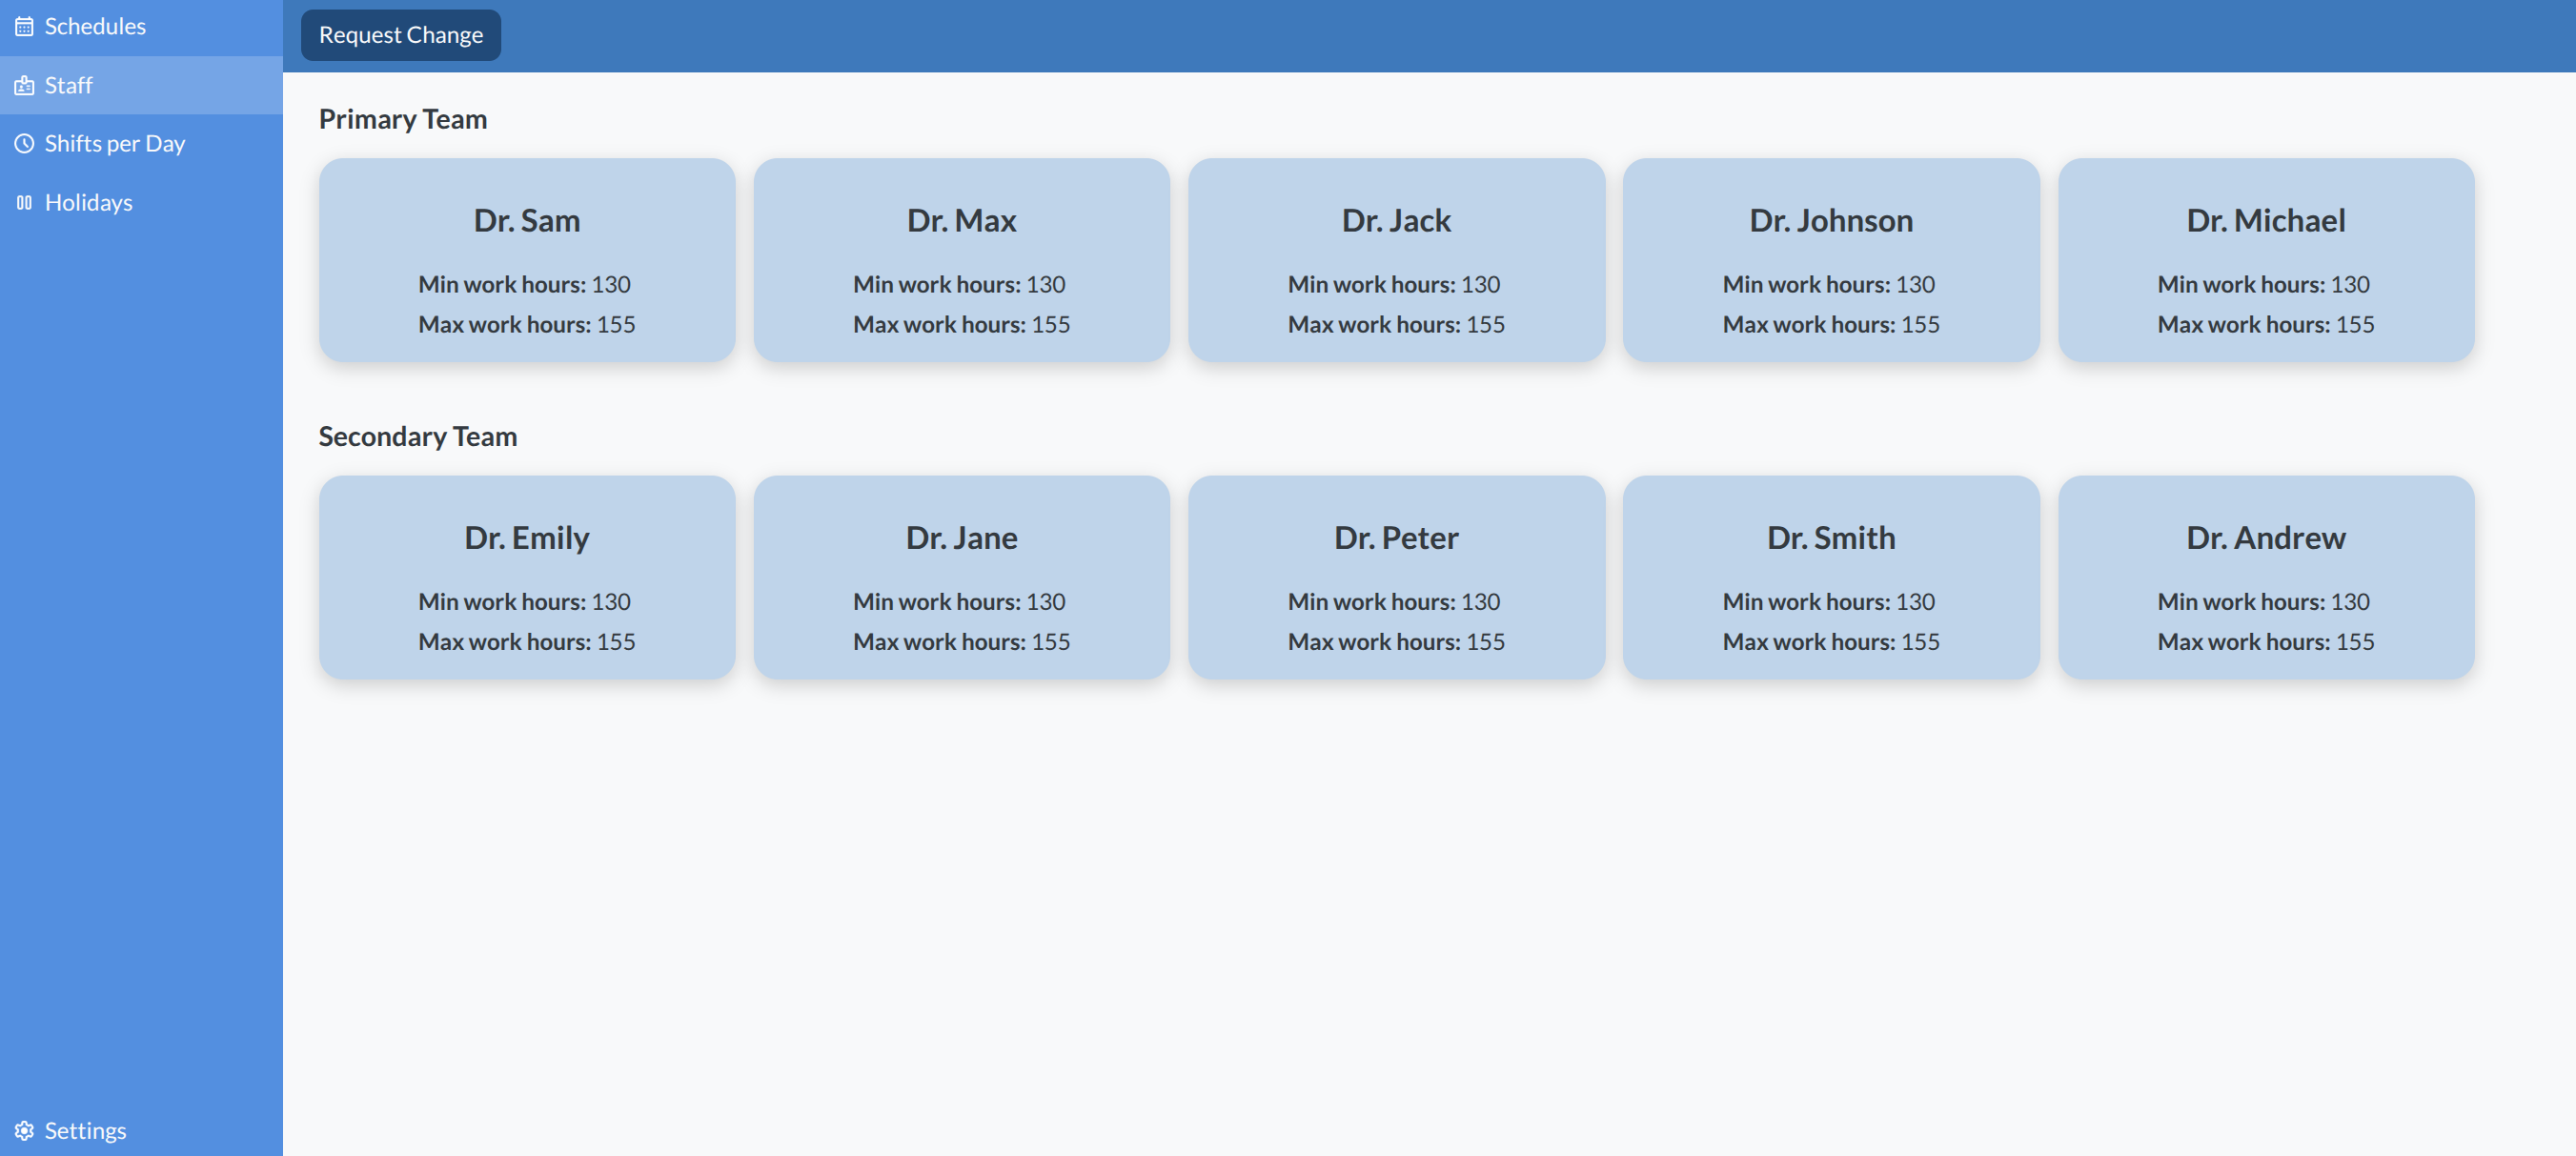 Schedules
Staff
Shifts per Day
Holidays
Settings
Request Change
Primary Team
Dr. Sam
Min work hours: 130
Max work hours: 155
Dr. Max
Min work hours: 130
Max work hours: 155
Dr. Jack
Min work hours: 130
Max work hours: 155
Dr. Johnson
Min work hours: 130
Max work hours: 155
Dr. Michael
Min work hours: 130
Max work hours: 155
Secondary Team
Dr. Emily
Min work hours: 130
Max work hours: 155
Dr. Jane
Min work hours: 130
Max work hours: 155
Dr. Peter
Min work hours: 130
Max work hours: 155
Dr. Smith
Min work hours: 130
Max work hours: 155
Dr. Andrew
Min work hours: 130
Max work hours: 155